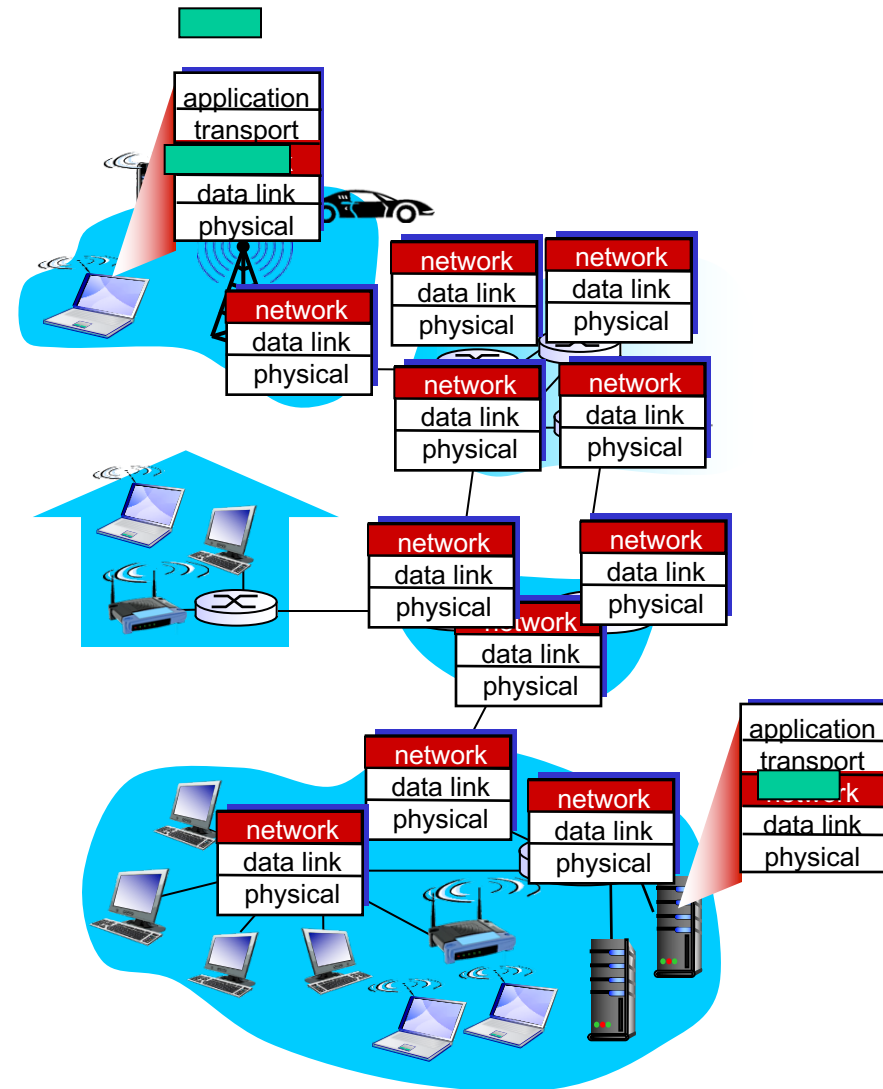 application
transport
data link
physical
network
data link
physical
network
data link
physical
network
data link
physical
network
data link
physical
network
data link
physical
network
data link
physical
network
data link
physical
network
data link
physical
application
transport
data link
physical
network
data link
physical
network
data link
physical
network
data link
physical